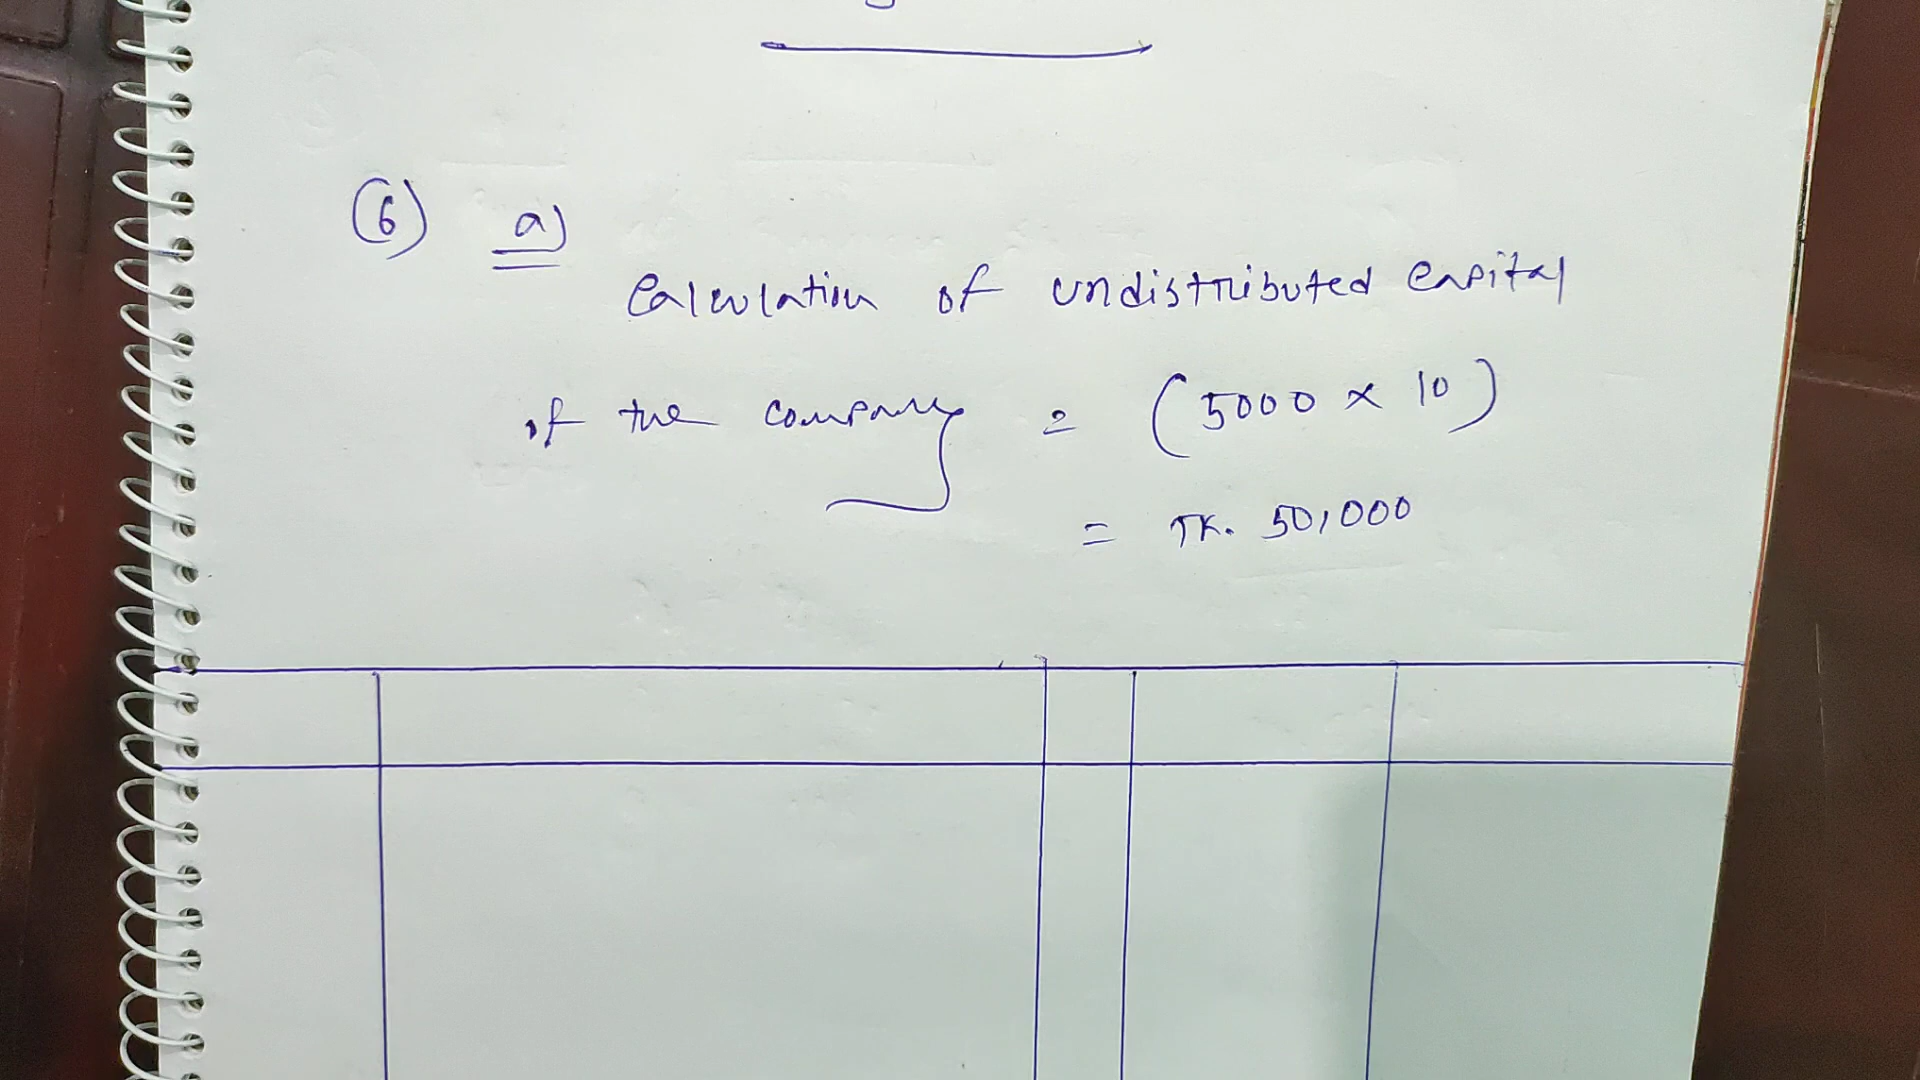 (6) a)
Calculation of undistributed capital
of the company = (5000 × 10)
= TK. 50,000